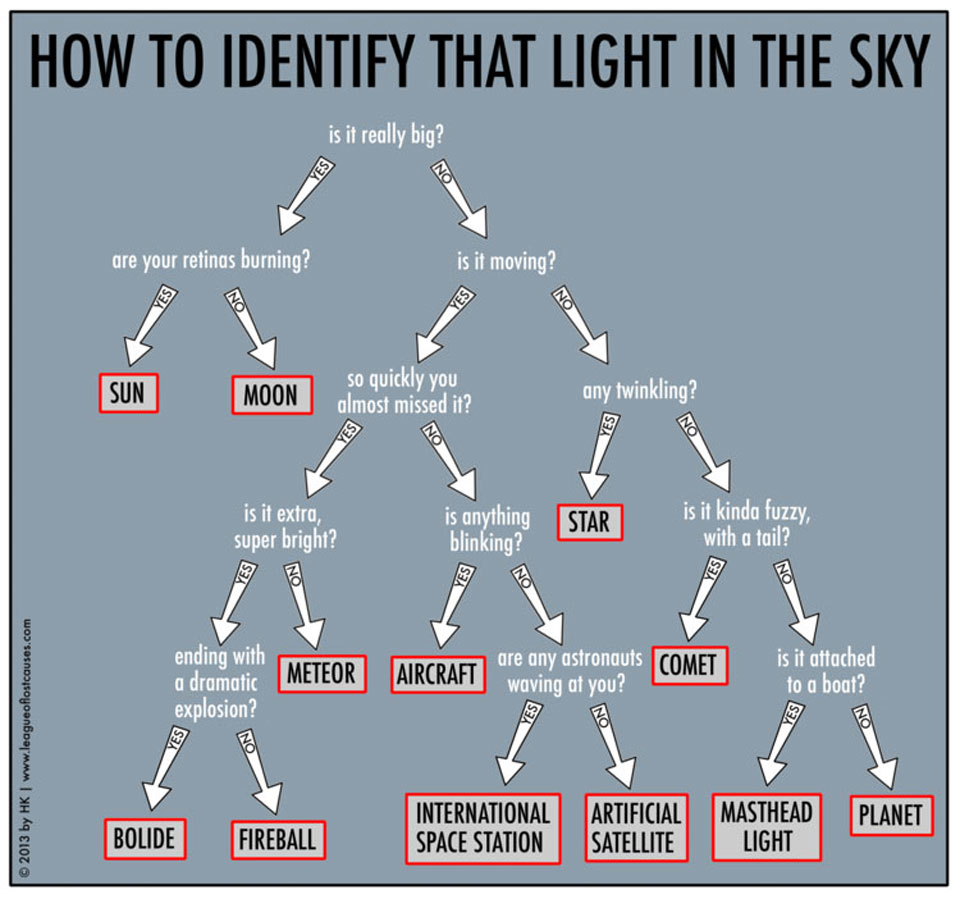 HOW TO IDENTIFY THAT LIGHT IN THE SKY
is it really big?
YES
NO
are your retinas burning?
is it moving?
YES
NO
YES
NO
SUN
MOON
so quickly you
almost missed it?
any twinkling?
YES
NO
YES
NO
is it extra,
super bright?
is anything
blinking?
STAR
is it kinda fuzzy,
with a tail?
YES
NO
YES
NO
YES
NO
ending with
a dramatic
explosion?
METEOR
AIRCRAFT
are any astronauts
waving at you?
COMET
is it attached
to a boat?
YES
NO
YES
NO
YES
NO
BOLIDE
FIREBALL
INTERNATIONAL
SPACE STATION
ARTIFICIAL
SATELLITE
MASTHEAD
LIGHT
PLANET
© 2013 by HK | www.leagueoflostcauses.com